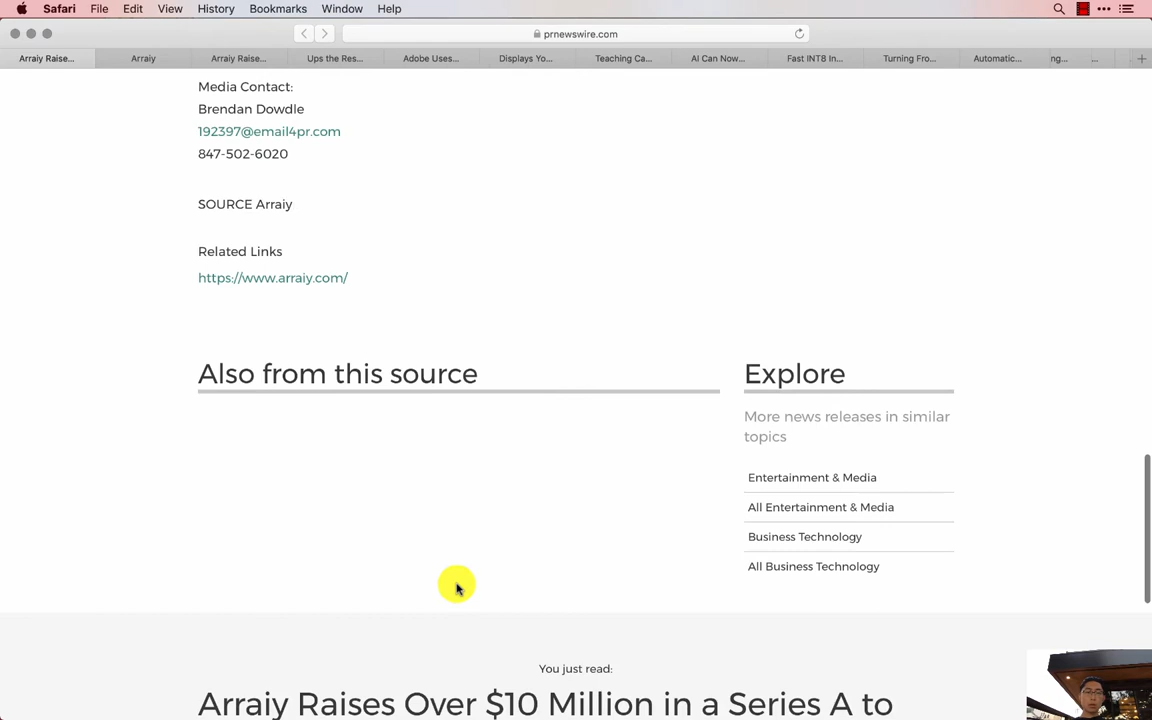 Safari File Edit View History Bookmarks Window Help
prnewswire.com
Arraiy Raise... Arraiy Arraiy Raise... Ups the Res... Adobe Uses... Displays Yo... Teaching Ca... AI Can Now... Fast INT8 In... Turning Fro... Automatic... ng... ...
Media Contact:
Brendan Dowdle
192397@email4pr.com
847-502-6020
SOURCE Arraiy
Related Links
https://www.arraiy.com/
Also from this source
Explore
More news releases in similar
topics
Entertainment & Media
All Entertainment & Media
Business Technology
All Business Technology
You just read:
Arraiy Raises Over $10 Million in a Series A to